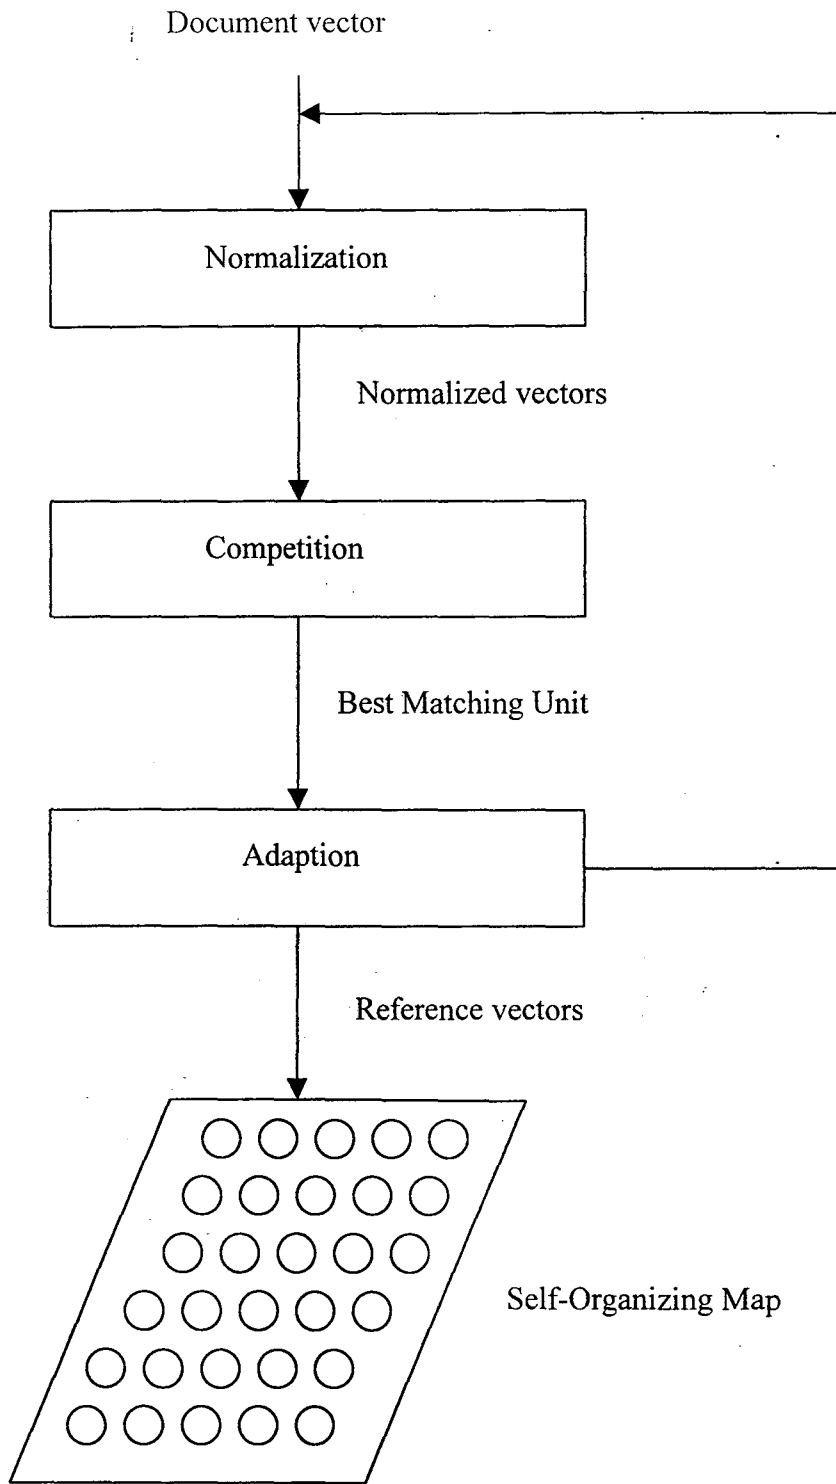 Document vector
Normalization
Normalized vectors
Competition
Best Matching Unit
Adaption
Reference vectors
Self-Organizing Map